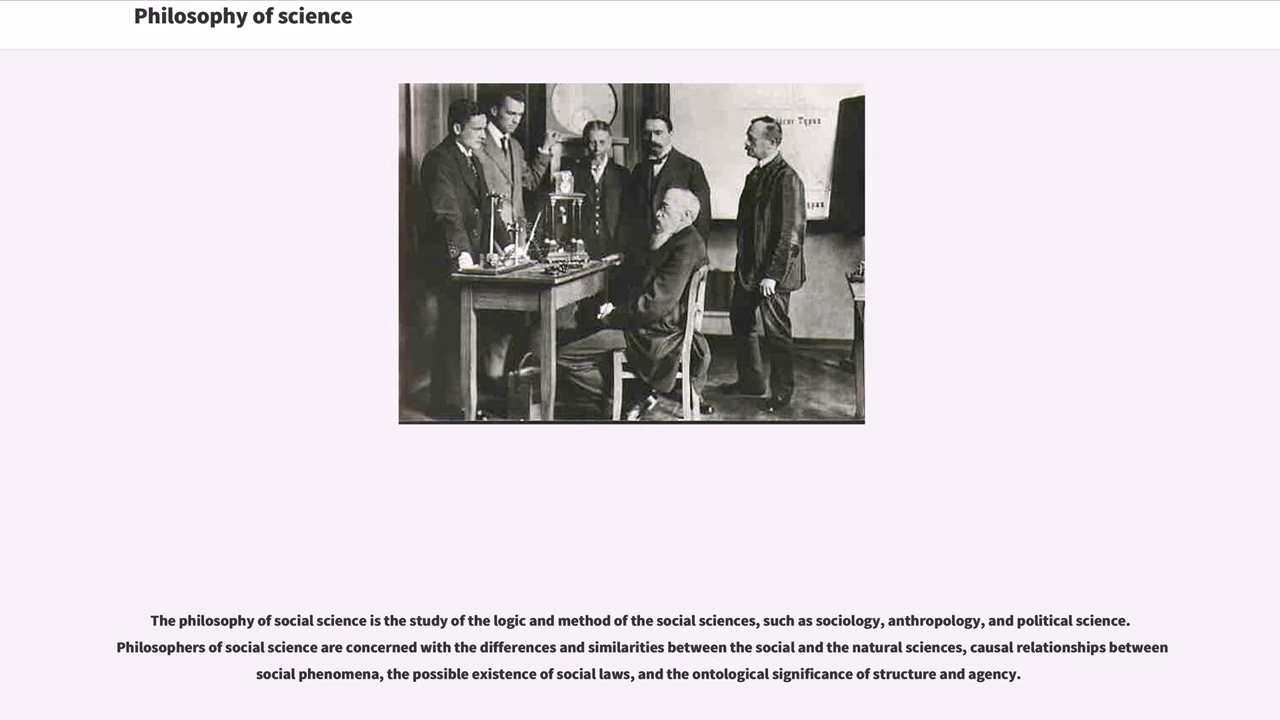 Philosophy of science
The philosophy of social science is the study of the logic and method of the social sciences, such as sociology, anthropology, and political science.
Philosophers of social science are concerned with the differences and similarities between the social and the natural sciences, causal relationships between
social phenomena, the possible existence of social laws, and the ontological significance of structure and agency.